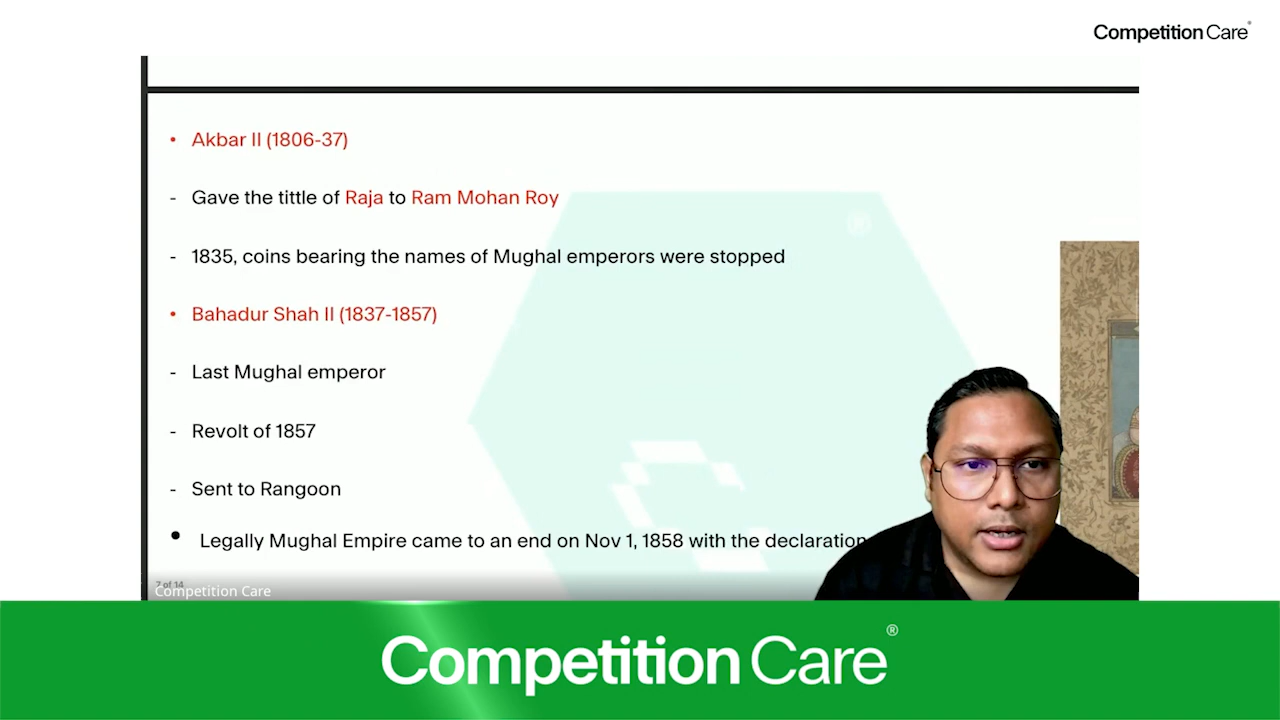 Competition Care®
• Akbar II (1806-37)
- Gave the tittle of Raja to Ram Mohan Roy
- 1835, coins bearing the names of Mughal emperors were stopped
• Bahadur Shah II (1837-1857)
- Last Mughal emperor
- Revolt of 1857
- Sent to Rangoon
• Legally Mughal Empire came to an end on Nov 1, 1858 with the declaration
7 of 14
Competition Care
Competition Care®